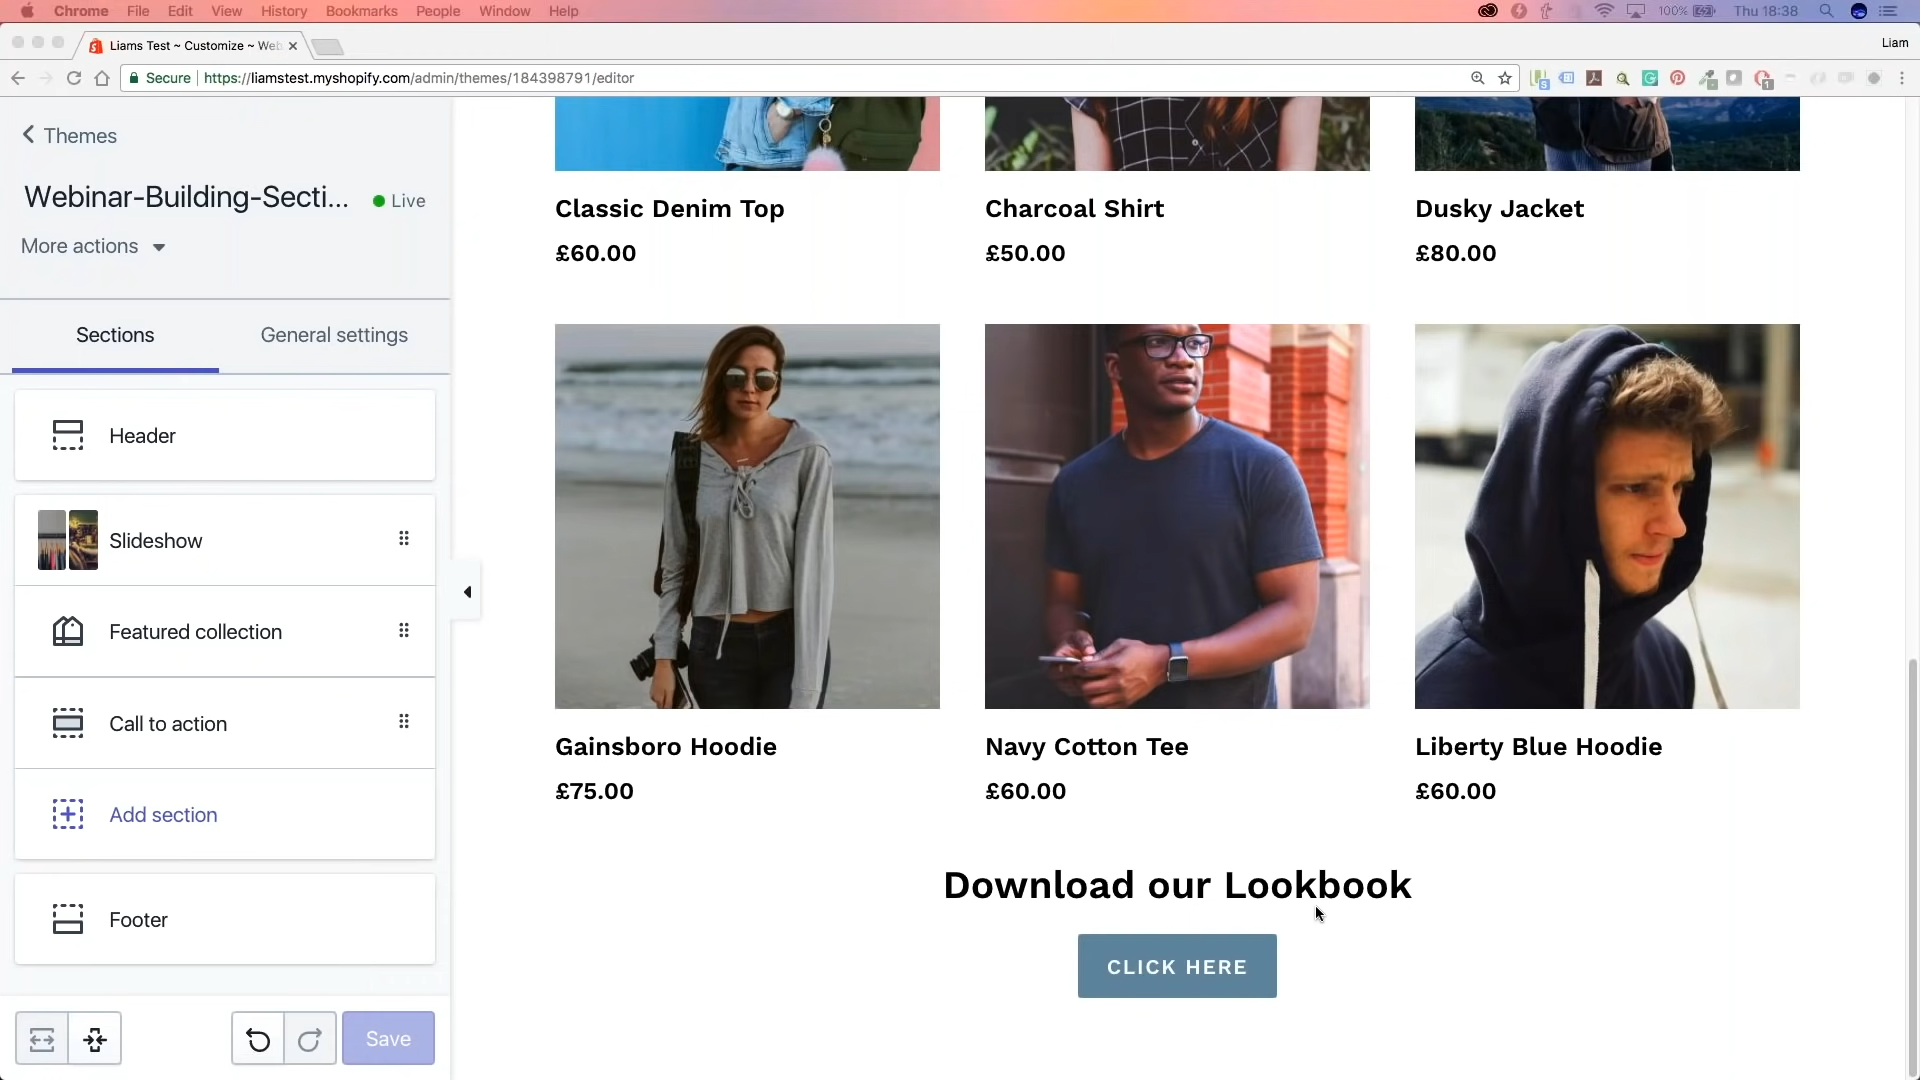 Chrome File Edit View History Bookmarks People Window Help 100% Thu 18:38
Liams Test ~ Customize ~ Web
Liam
Secure https://liamstest.myshopify.com/admin/themes/184398791/editor
Themes
Webinar-Building-Secti... Live
More actions
Sections General settings
Header
Slideshow
Featured collection
Call to action
Add section
Footer
Save
Classic Denim Top Charcoal Shirt Dusky Jacket
£60.00 £50.00 £80.00
Gainsboro Hoodie Navy Cotton Tee Liberty Blue Hoodie
£75.00 £60.00 £60.00
Download our Lookbook
CLICK HERE